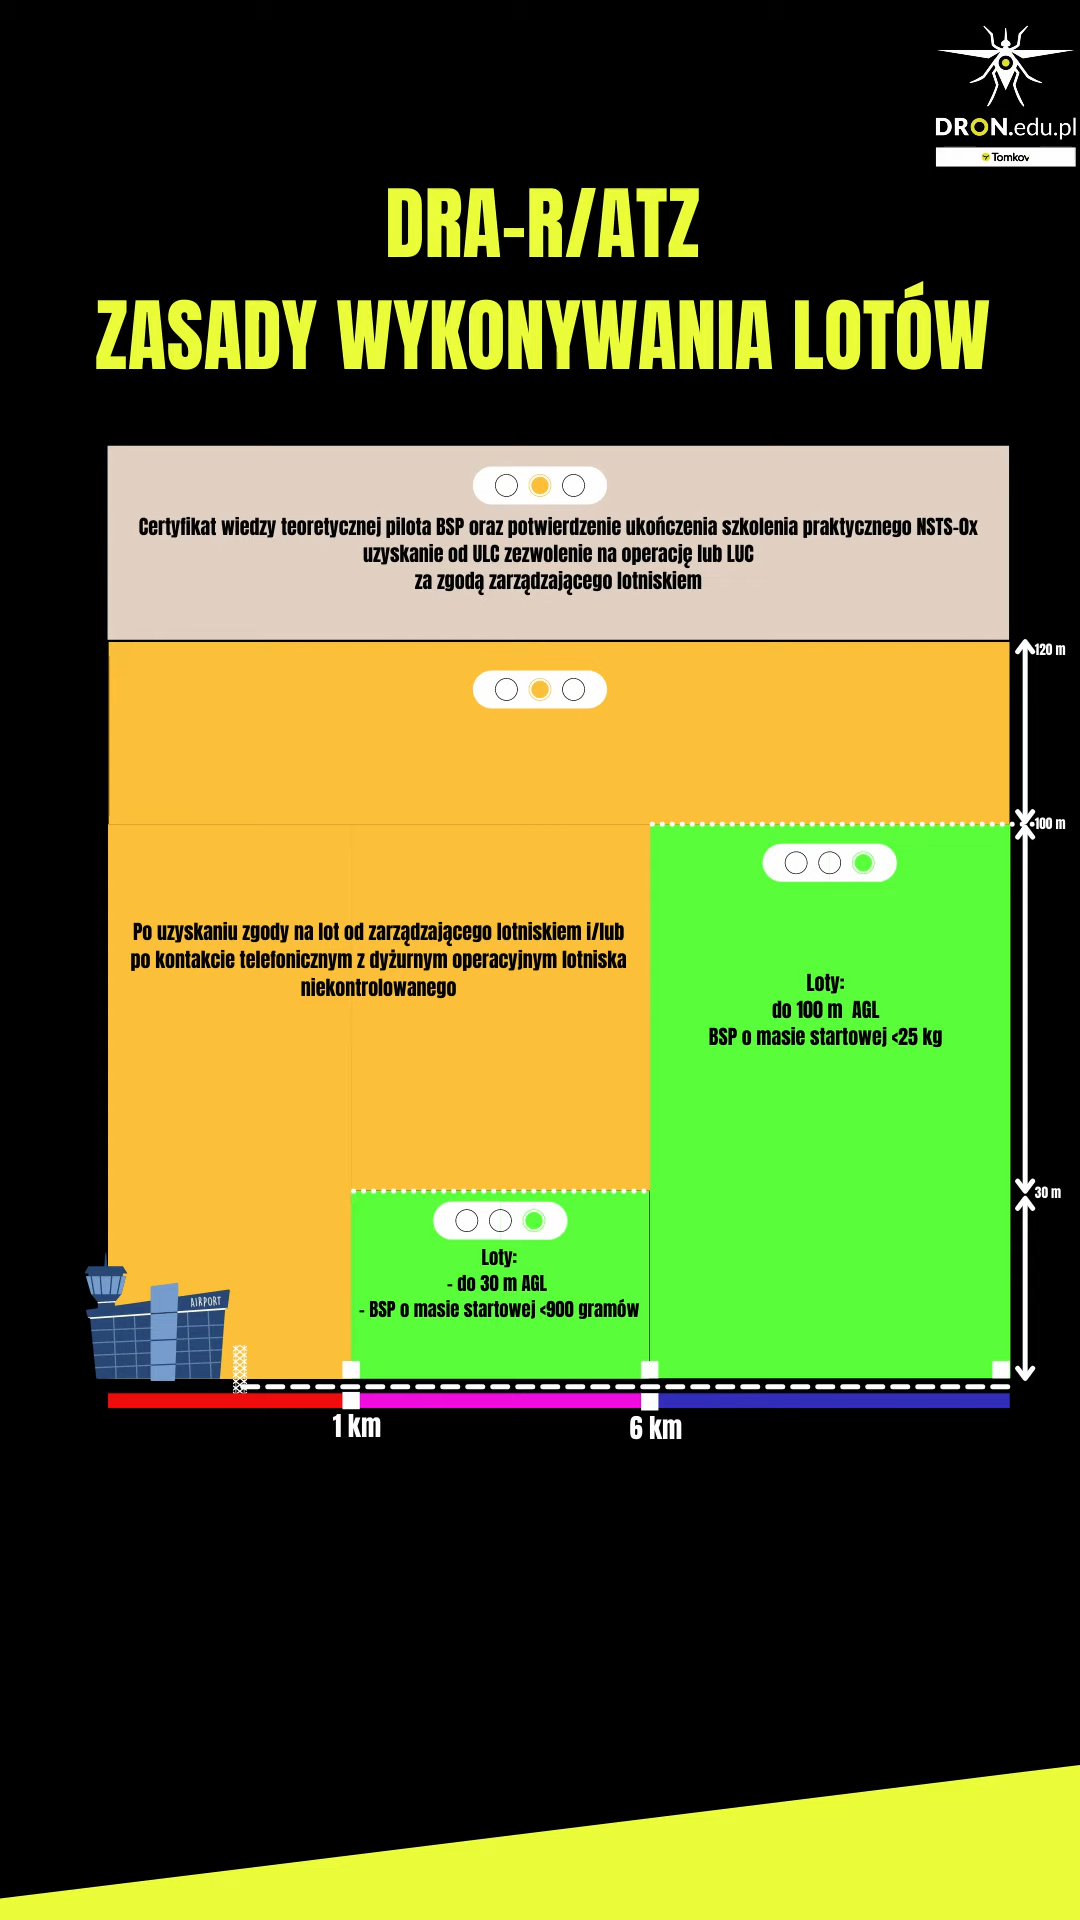 DRON.edu.pl
Tomkov
DRA-R/ATZ
ZASADY WYKONYWANIA LOTÓW
Certyfikat wiedzy teoretycznej pilota BSP oraz potwierdzenie ukończenia szkolenia praktycznego NSTS-0x
uzyskanie od ULC zezwolenie na operację lub LUC
za zgodą zarządzającego lotniskiem
120 m
100 m
Po uzyskaniu zgody na lot od zarządzającego lotniskiem i/lub
po kontakcie telefonicznym z dyżurnym operacyjnym lotniska
niekontrolowanego
Loty:
do 100 m AGL
BSP o masie startowej <25 kg
30 m
Loty:
- do 30 m AGL
- BSP o masie startowej <900 gramów
AIRPORT
1 km
6 km